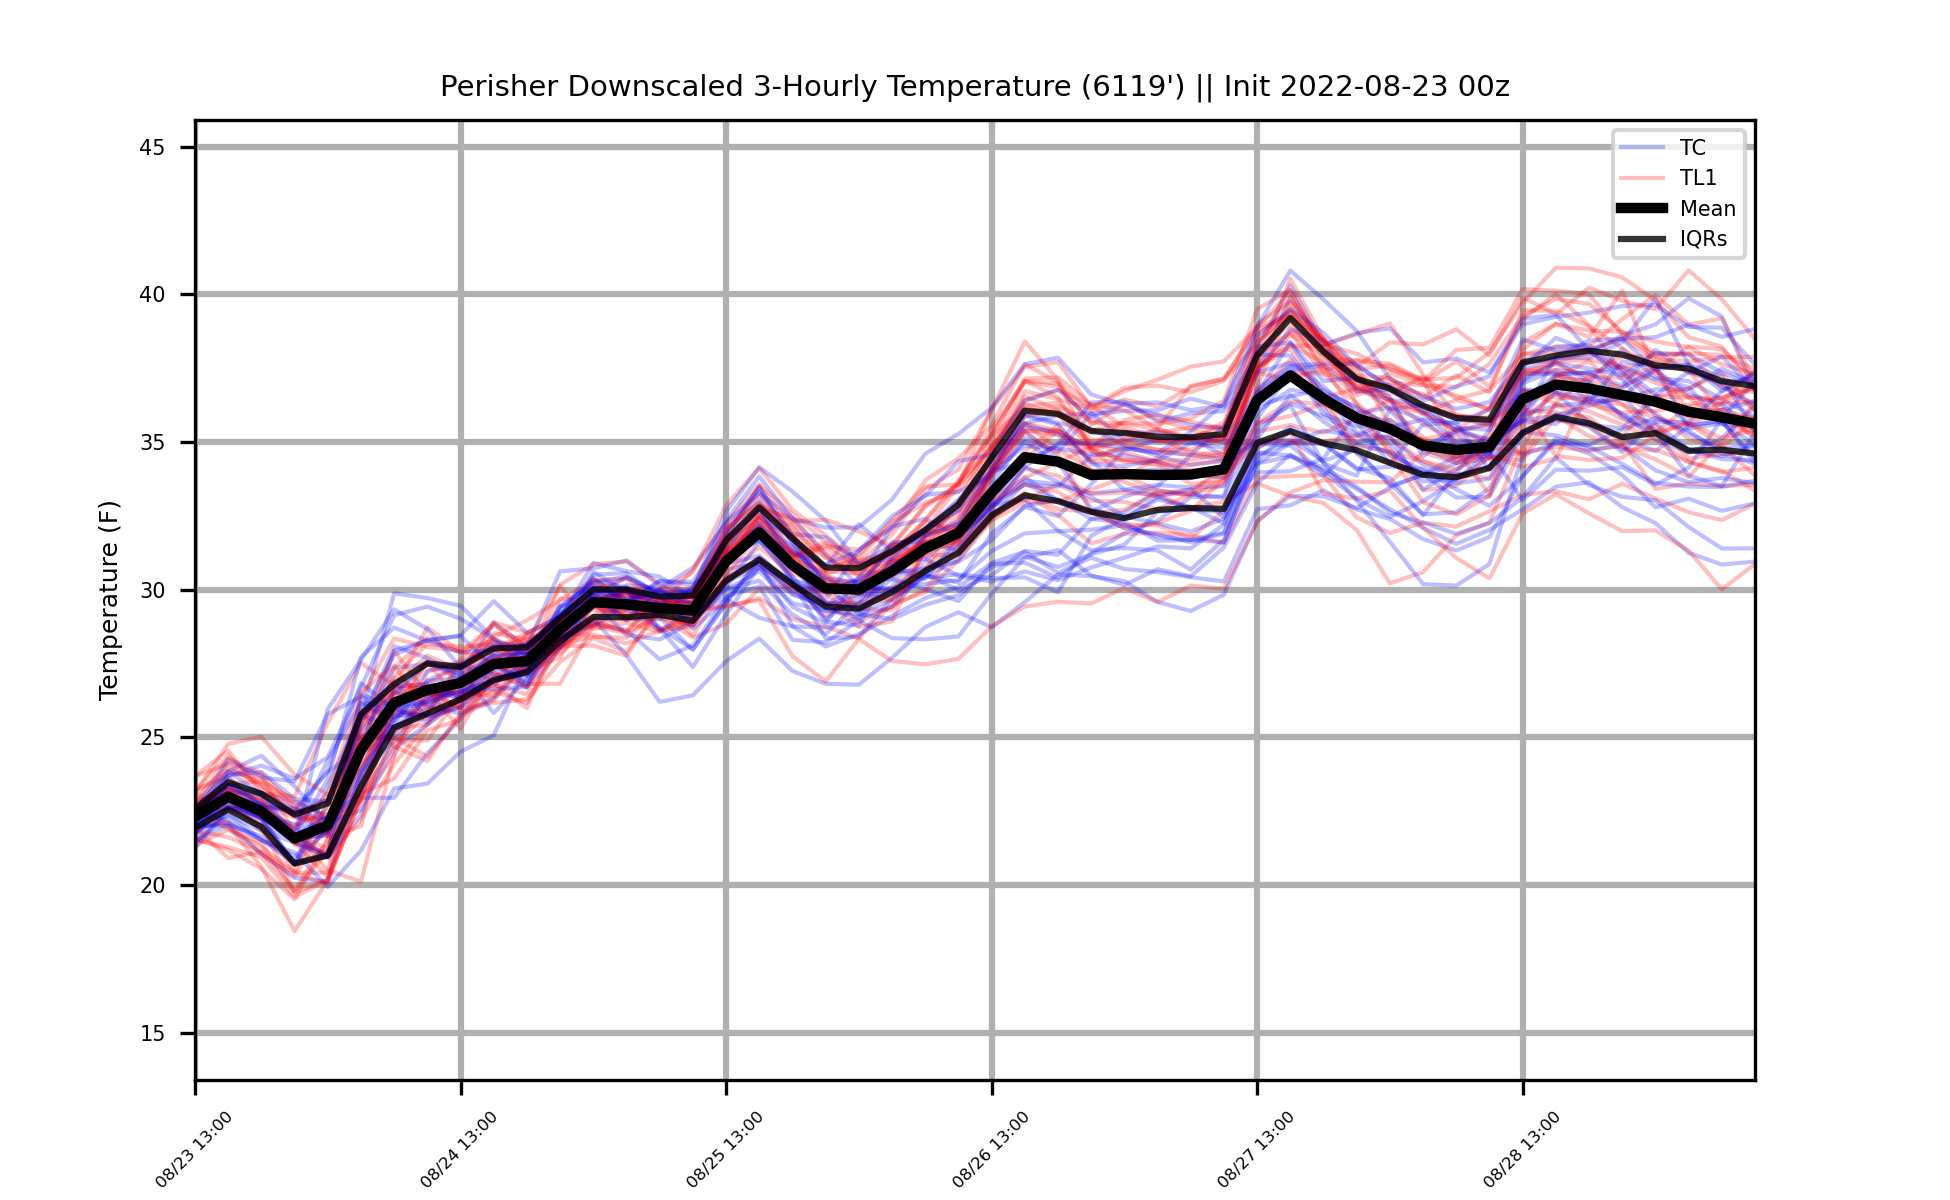 Perisher Downscaled 3-Hourly Temperature (6119') || Init 2022-08-23 00z
TC
TL1
Mean
IQRs
Temperature (F)
45
40
35
30
25
20
15
08/23 13:00
08/24 13:00
08/25 13:00
08/26 13:00
08/27 13:00
08/28 13:00